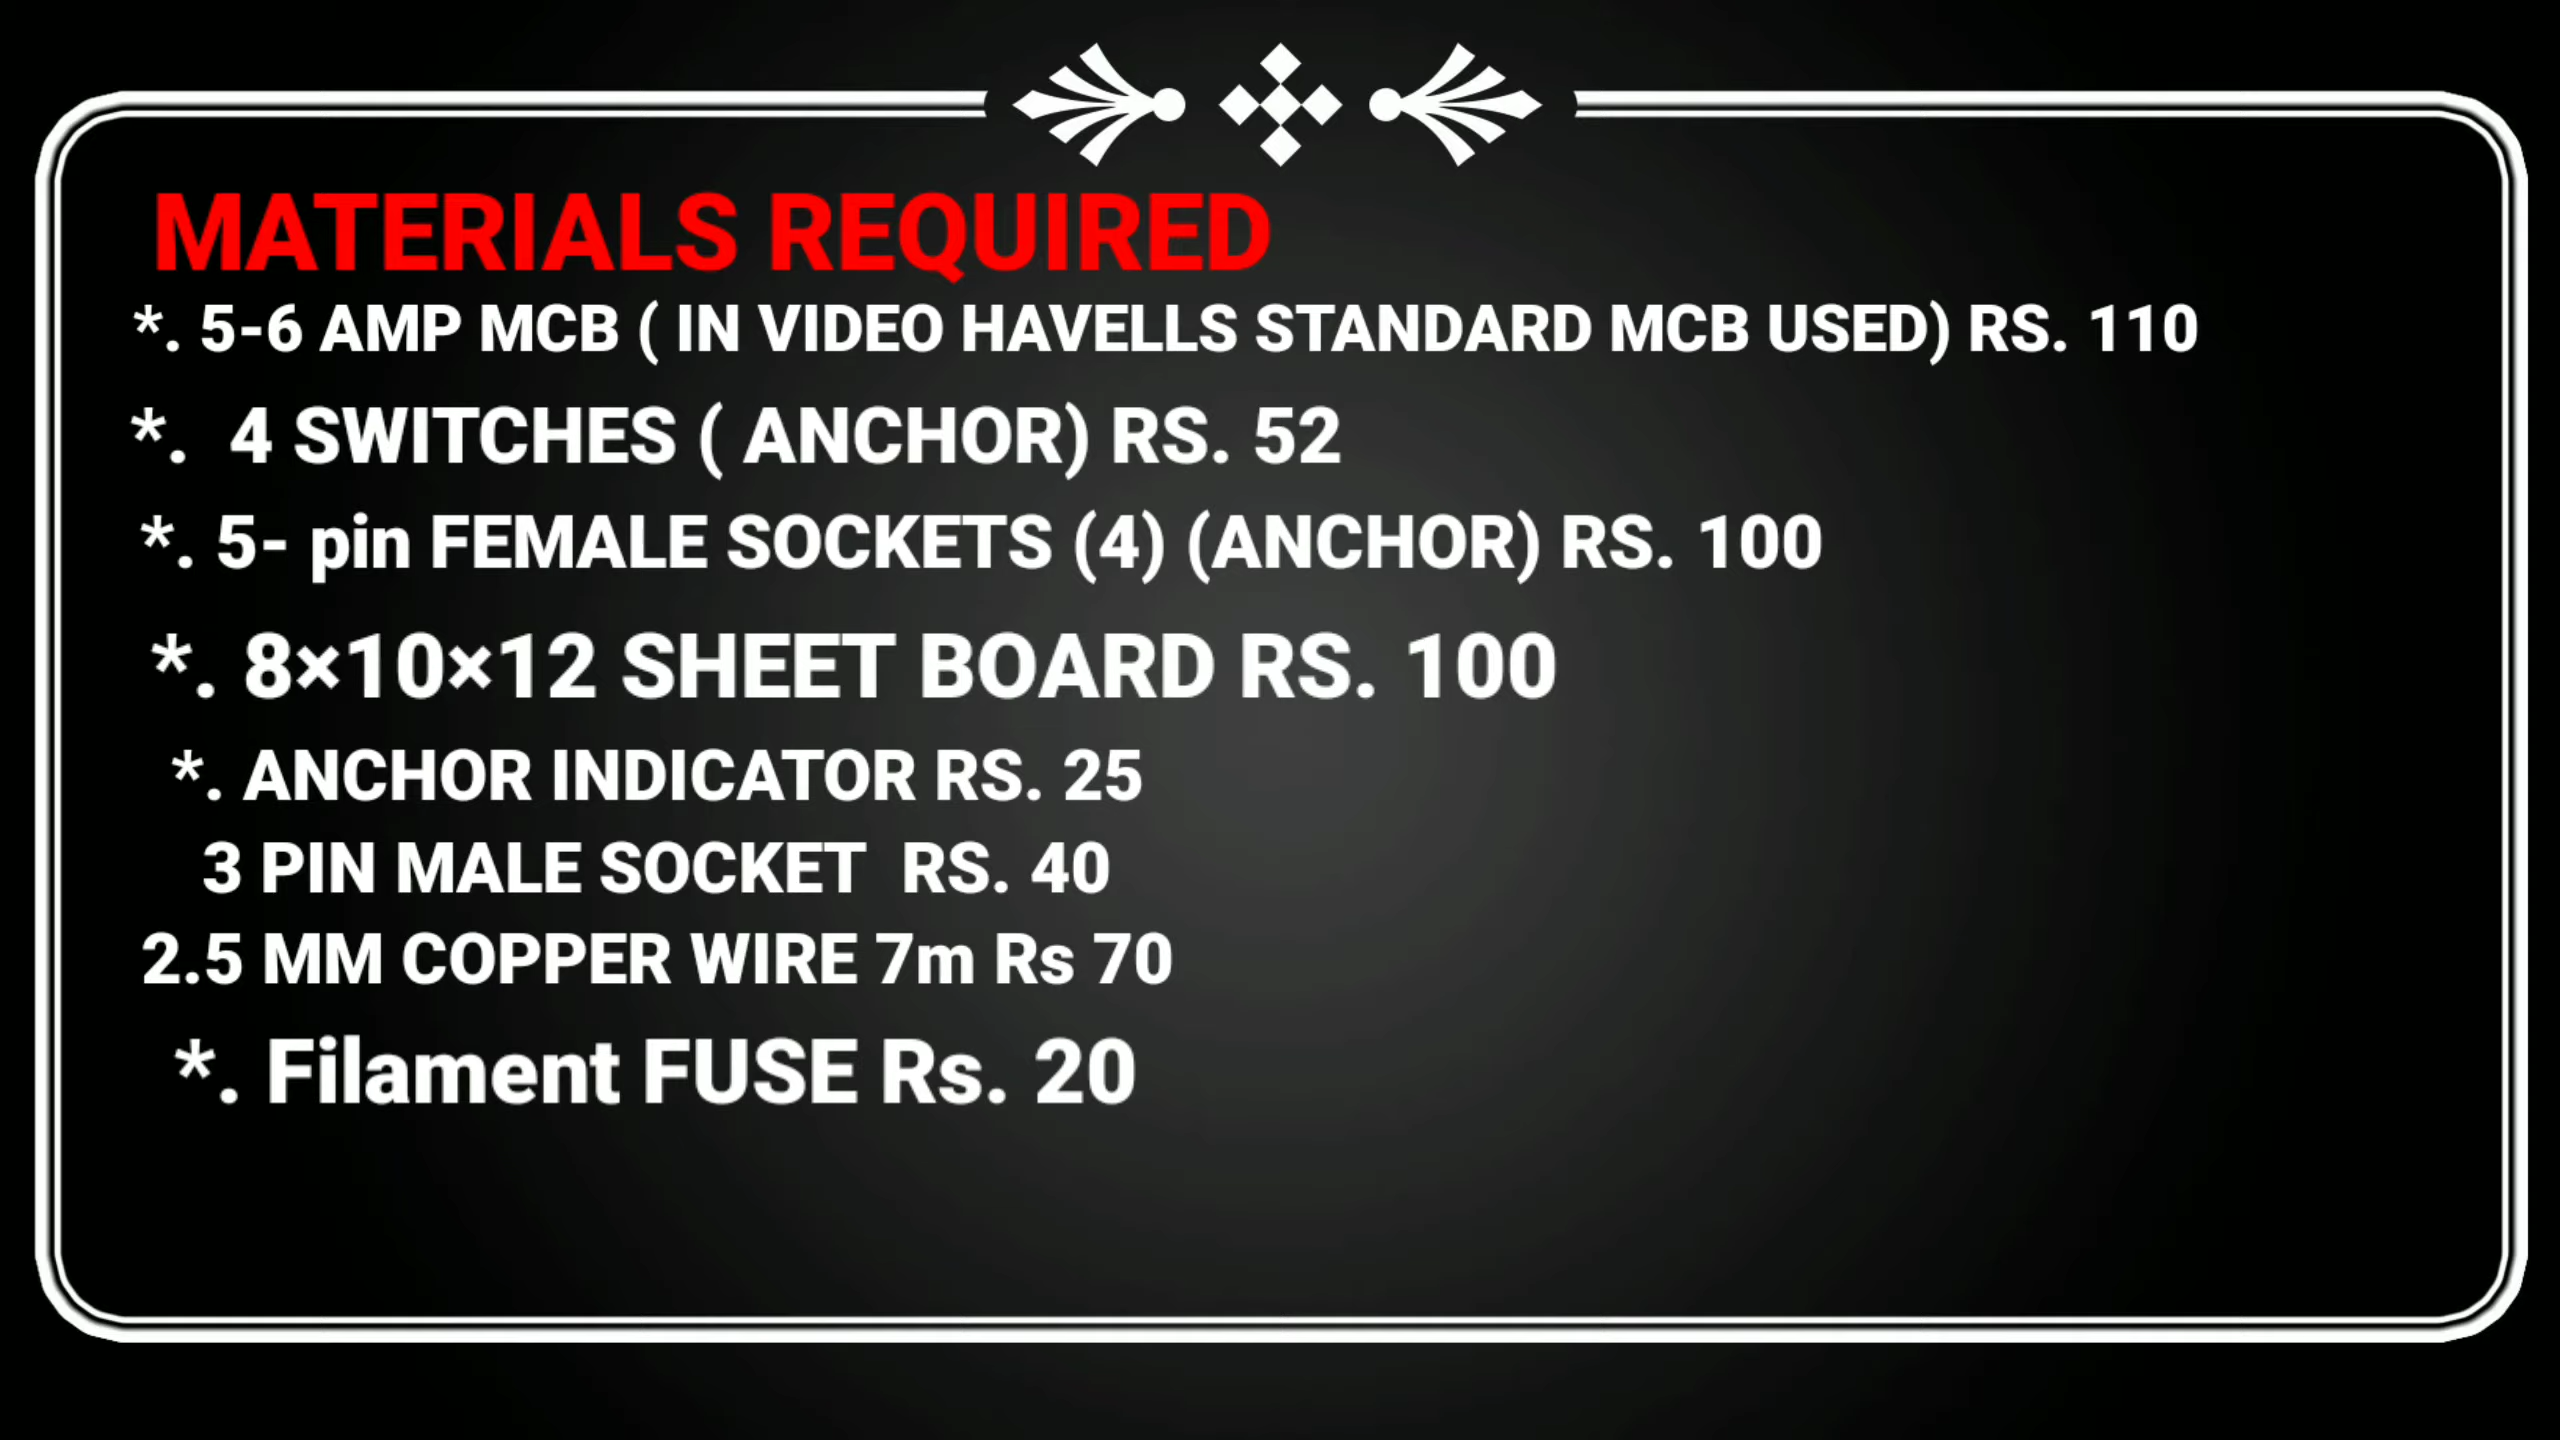 MATERIALS REQUIRED
*. 5-6 AMP MCB ( IN VIDEO HAVELLS STANDARD MCB USED) RS. 110
*. 4 SWITCHES ( ANCHOR) RS. 52
*. 5- pin FEMALE SOCKETS (4) (ANCHOR) RS. 100
*. 8×10×12 SHEET BOARD RS. 100
*. ANCHOR INDICATOR RS. 25
3 PIN MALE SOCKET RS. 40
2.5 MM COPPER WIRE 7m Rs 70
*. Filament FUSE Rs. 20